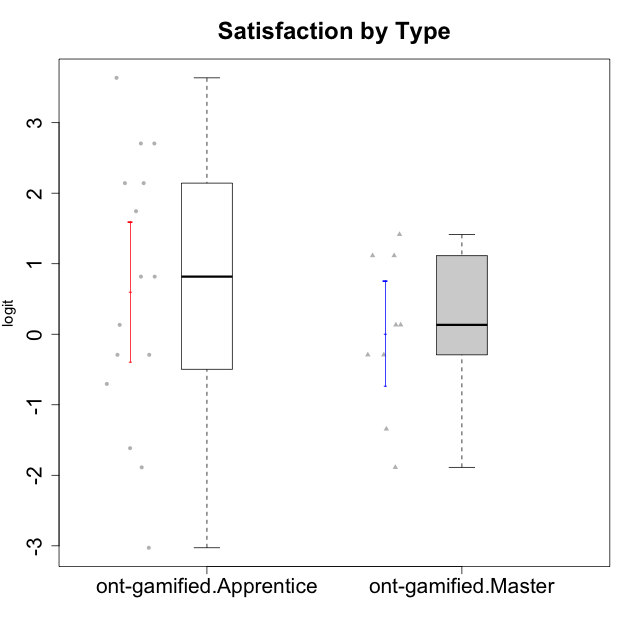 Satisfaction by Type
logit
3
2
1
0
-1
-2
-3
ont-gamified.Apprentice
ont-gamified.Master